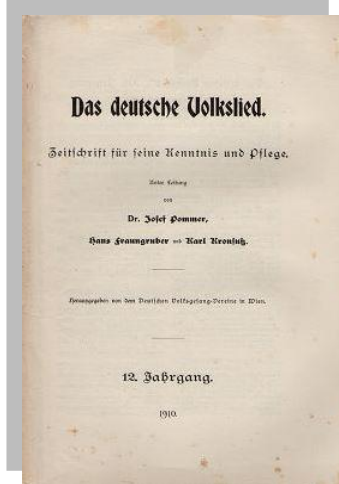 Das deutsche Volkslied.
Zeitschrift für seine Kenntnis und Pflege.
Unter Leitung
von
Dr. Josef Pommer,
Hans Fraungruber und Karl Kronfuß.
Herausgegeben von dem Deutschen Volksgesang-Vereine in Wien.
12. Jahrgang.
1910.